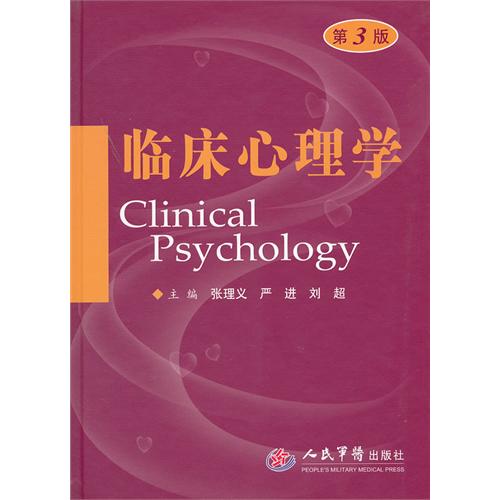 第3版
临床心理学
Clinical
Psychology
◆主编 张理义 严进 刘超
人民军医出版社
PEOPLE'S MILITARY MEDICAL PRESS